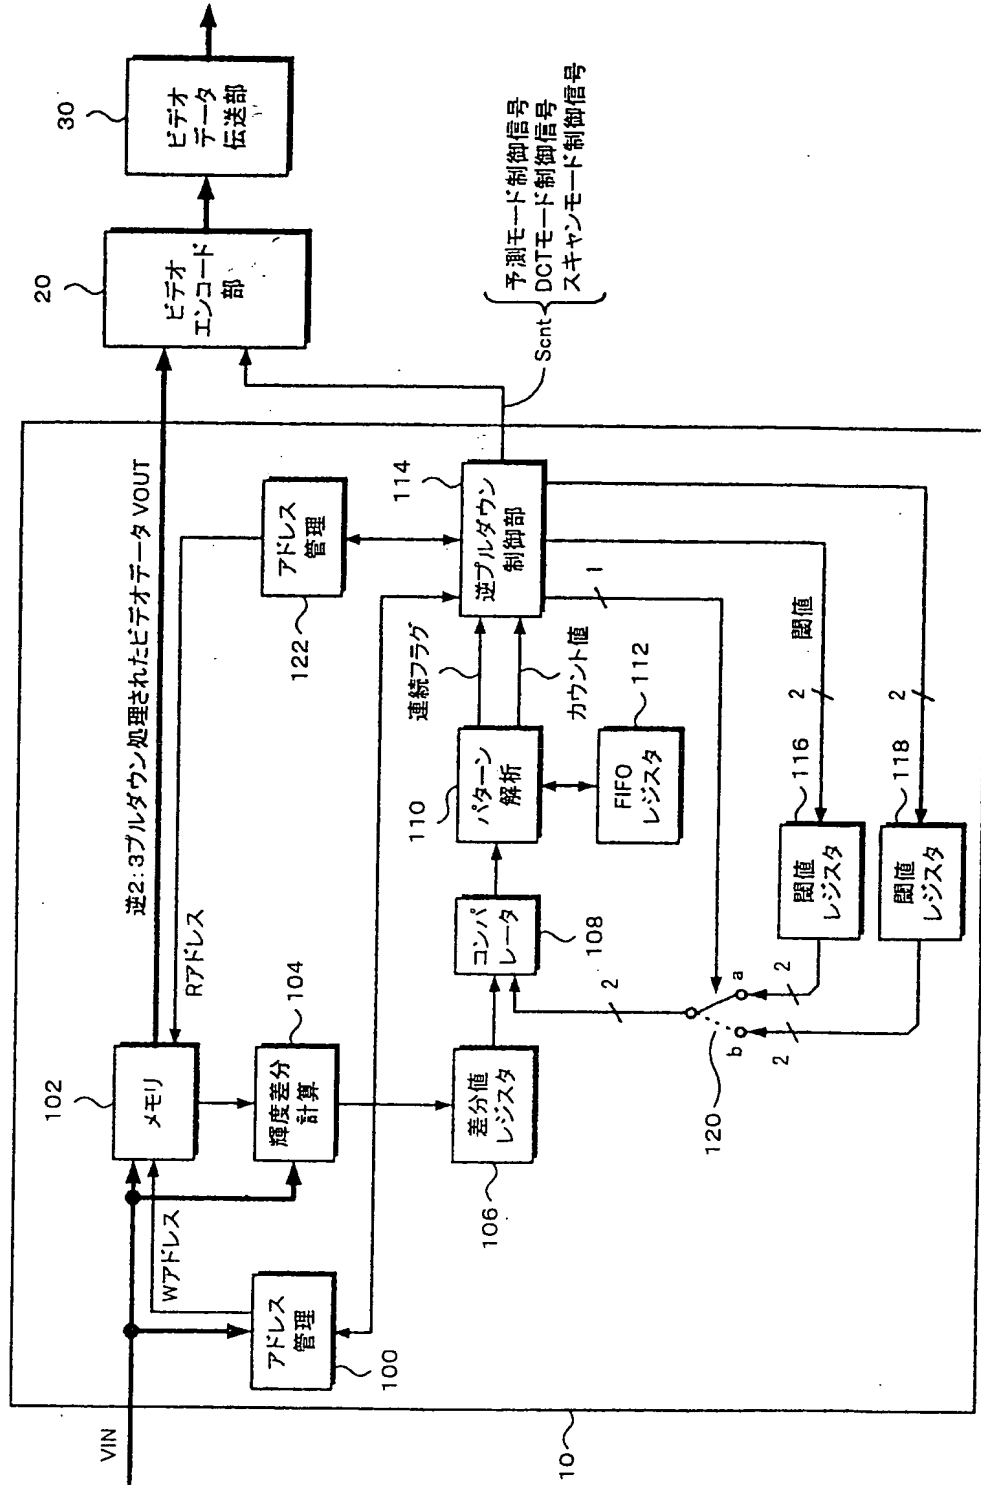 VIN
10
アドレス
管理
100
Wアドレス
メモリ
102
輝度差分
計算
104
Rアドレス
差分値
レジスタ
106
コンパ
レータ
108
パターン
解析
110
FIFO
レジスタ
112
連続フラグ
カウント値
逆プルダウン
制御部
114
アドレス
管理
122
逆2:3プルダウン処理されたビデオデータ VOUT
1
2
2
2
2
2
a
b
120
閾値
閾値
レジスタ
116
閾値
レジスタ
118
ビデオ
エンコード
部
20
ビデオ
データ
伝送部
30
Scnt
予測モード制御信号
DCTモード制御信号
スキャンモード制御信号